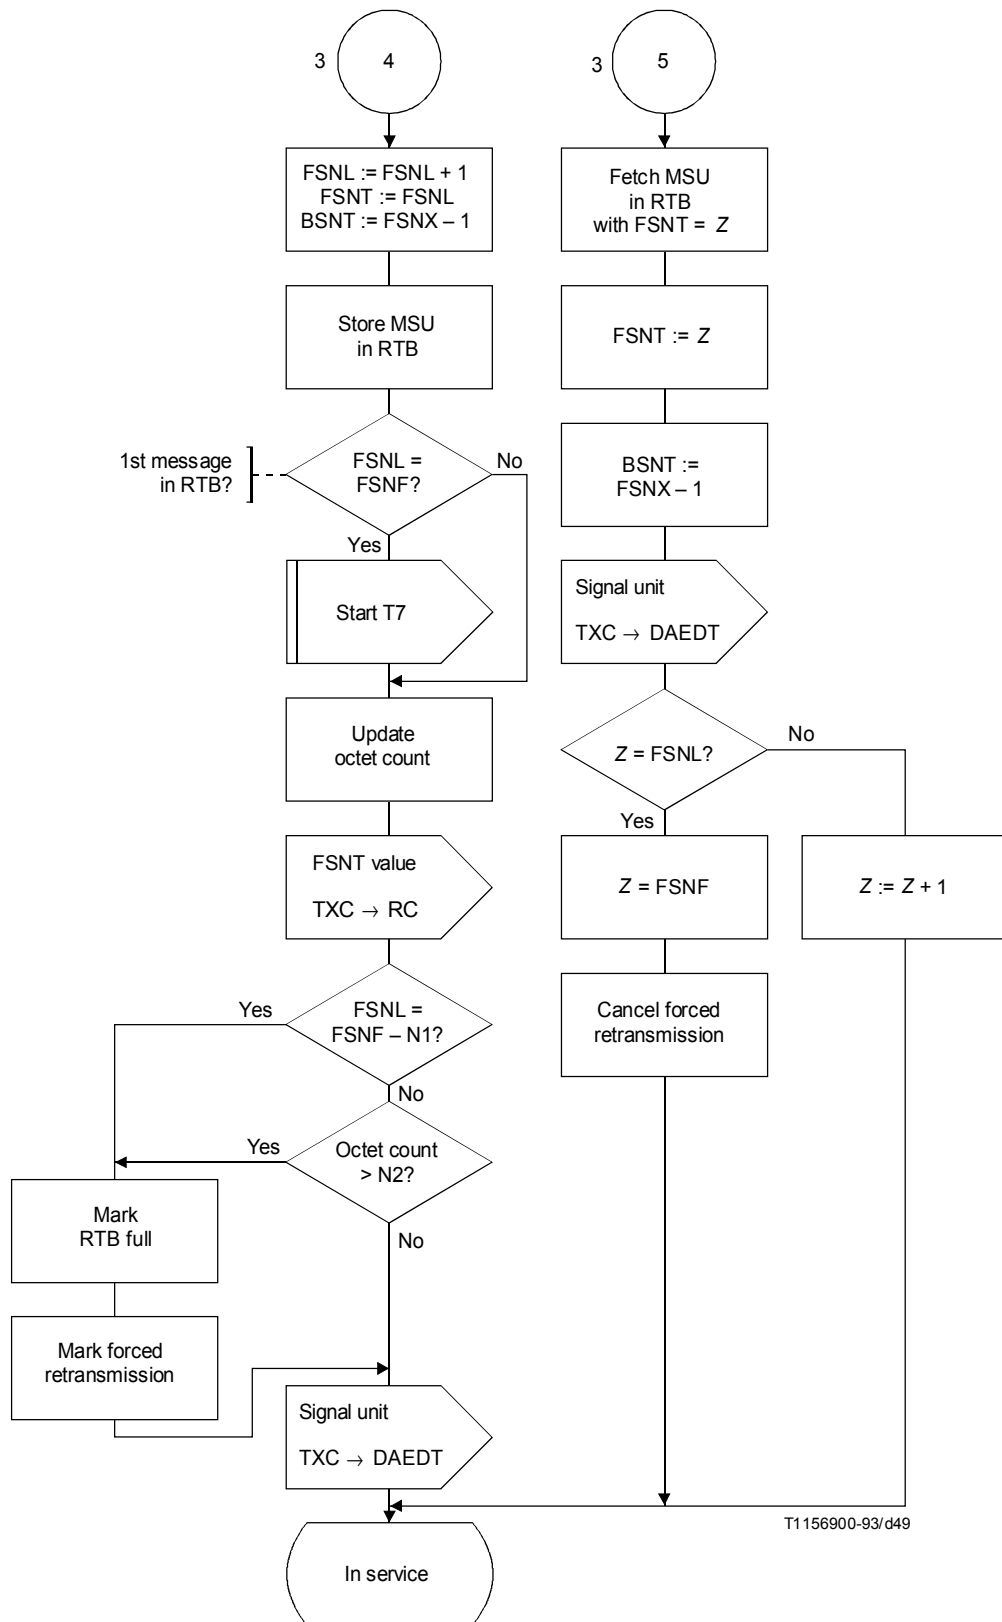 3
4
FSNL := FSNL + 1
FSNT := FSNL
BSNT := FSNX – 1
Store MSU
in RTB
1st message
in RTB?
FSNL =
FSNF?
No
Yes
Start T7
Update
octet count
FSNT value
TXC → RC
Yes
FSNL =
FSNF – N1?
No
Yes
Octet count
> N2?
No
Mark
RTB full
Mark forced
retransmission
Signal unit
TXC → DAEDT
In service
3
5
Fetch MSU
in RTB
with FSNT = Z
FSNT := Z
BSNT :=
FSNX – 1
Signal unit
TXC → DAEDT
Z = FSNL?
No
Yes
Z = FSNF
Z := Z + 1
Cancel forced
retransmission
T1156900-93/d49